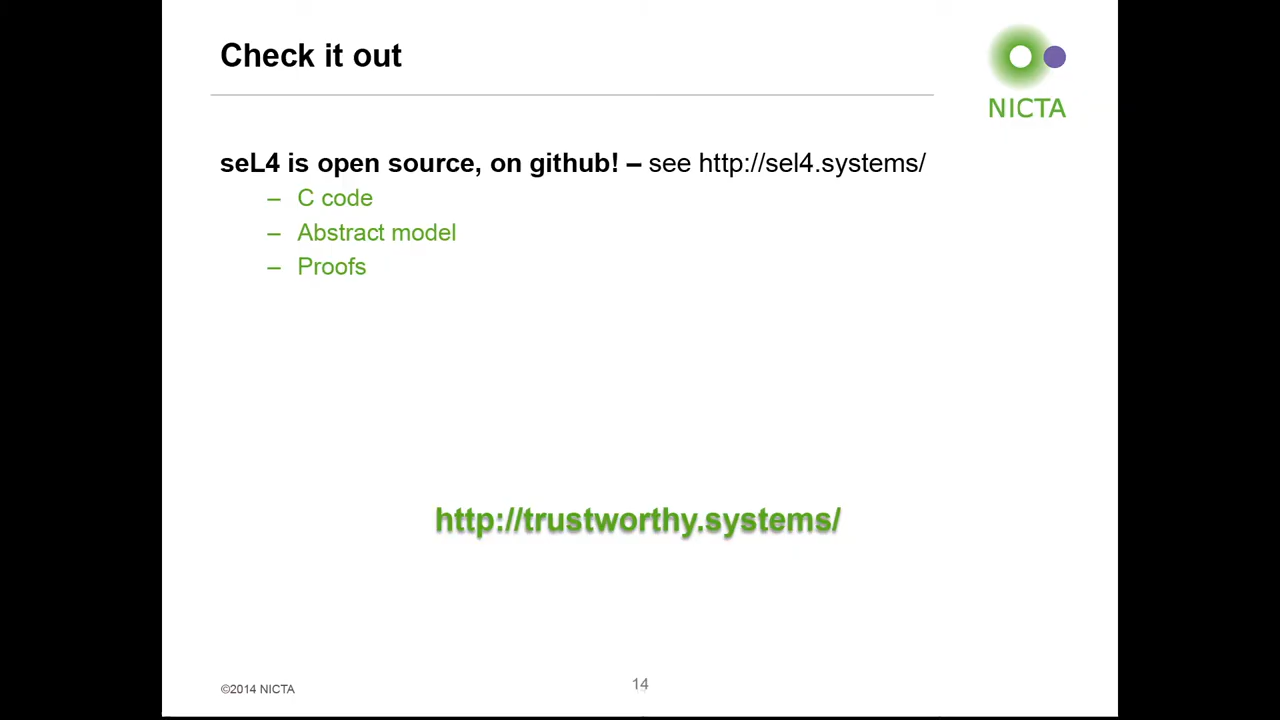 Check it out
NICTA
seL4 is open source, on github! – see http://sel4.systems/
– C code
– Abstract model
– Proofs
http://trustworthy.systems/
©2014 NICTA
14